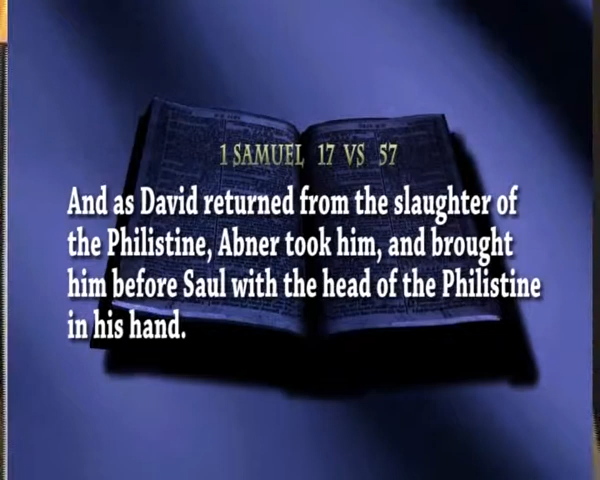 1 SAMUEL 17 VS 57
And as David returned from the slaughter of
the Philistine, Abner took him, and brought
him before Saul with the head of the Philistine
in his hand.